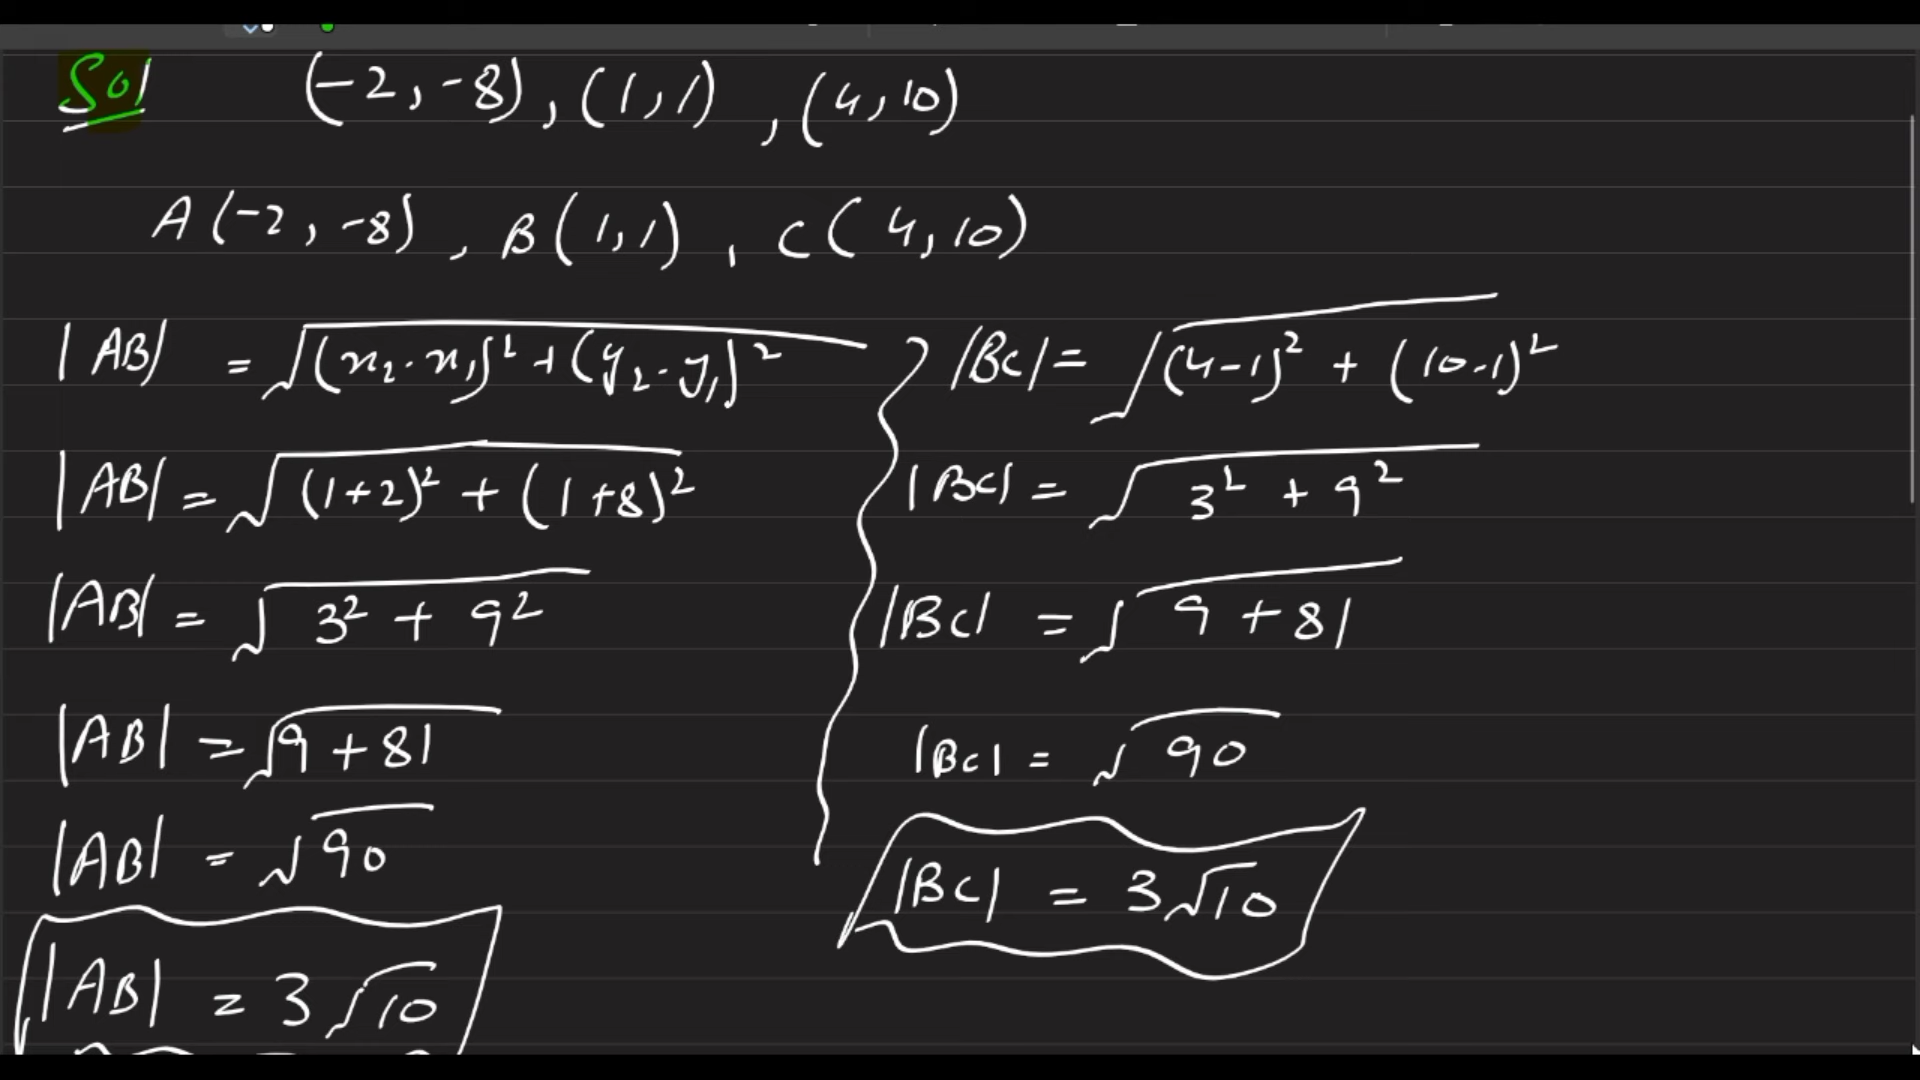 Sol (-2, -8), (1, 1), (4, 10)
A(-2, -8), B(1, 1), C(4, 10)
|AB| = √(x₂-x₁)² + (y₂-y₁)²
|AB| = √(1+2)² + (1+8)²
|AB| = √3² + 9²
|AB| = √9 + 81
|AB| = √90
|AB| = 3√10
|BC| = √(4-1)² + (10-1)²
|BC| = √3² + 9²
|BC| = √9 + 81
|BC| = √90
|BC| = 3√10